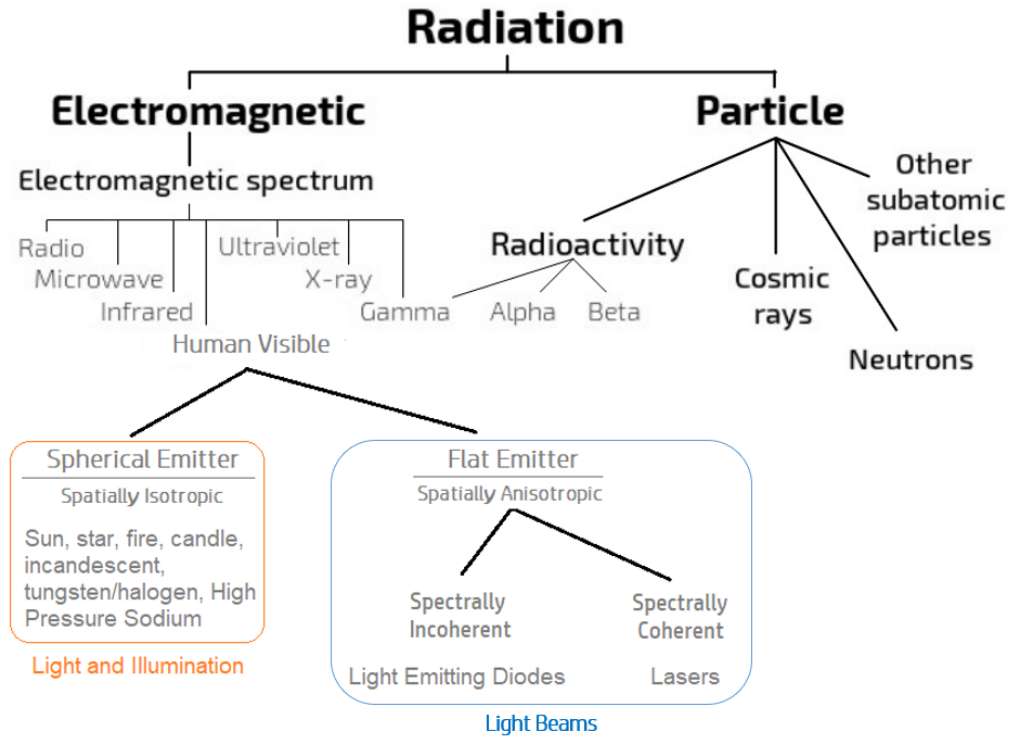 Radiation
Electromagnetic
Particle
Electromagnetic spectrum
Other
subatomic
particles
Radio
Ultraviolet
Radioactivity
Microwave
X-ray
Cosmic
rays
Infrared
Gamma
Alpha
Beta
Human Visible
Neutrons
Spherical Emitter
Spatially Isotropic
Sun, star, fire, candle,
incandescent,
tungsten/halogen, High
Pressure Sodium
Light and Illumination
Flat Emitter
Spatially Anisotropic
Spectrally
Incoherent
Spectrally
Coherent
Light Emitting Diodes
Lasers
Light Beams